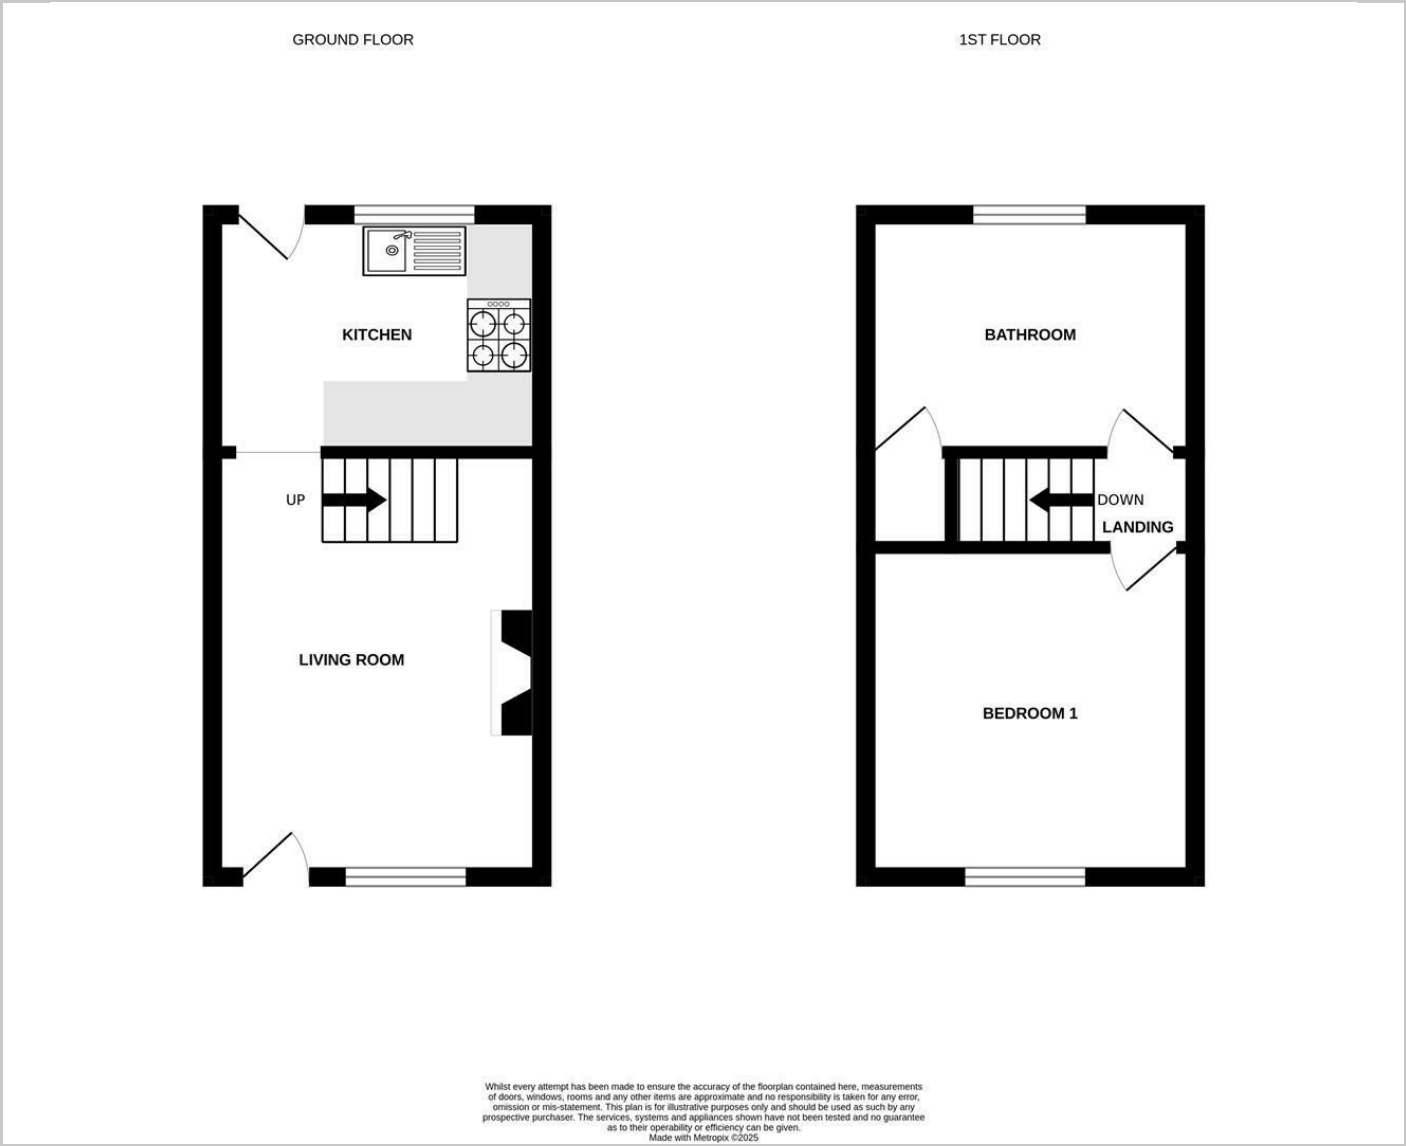 GROUND FLOOR
1ST FLOOR
KITCHEN
BATHROOM
UP
DOWN
LANDING
LIVING ROOM
BEDROOM 1
Whilst every attempt has been made to ensure the accuracy of the floorplan contained here, measurements
of doors, windows, rooms and any other items are approximate and no responsibility is taken for any error,
omission or mis-statement. This plan is for illustrative purposes only and should be used as such by any
prospective purchaser. The services, systems and appliances shown have not been tested and no guarantee
as to their operability or efficiency can be given.
Made with Metropix ©2025